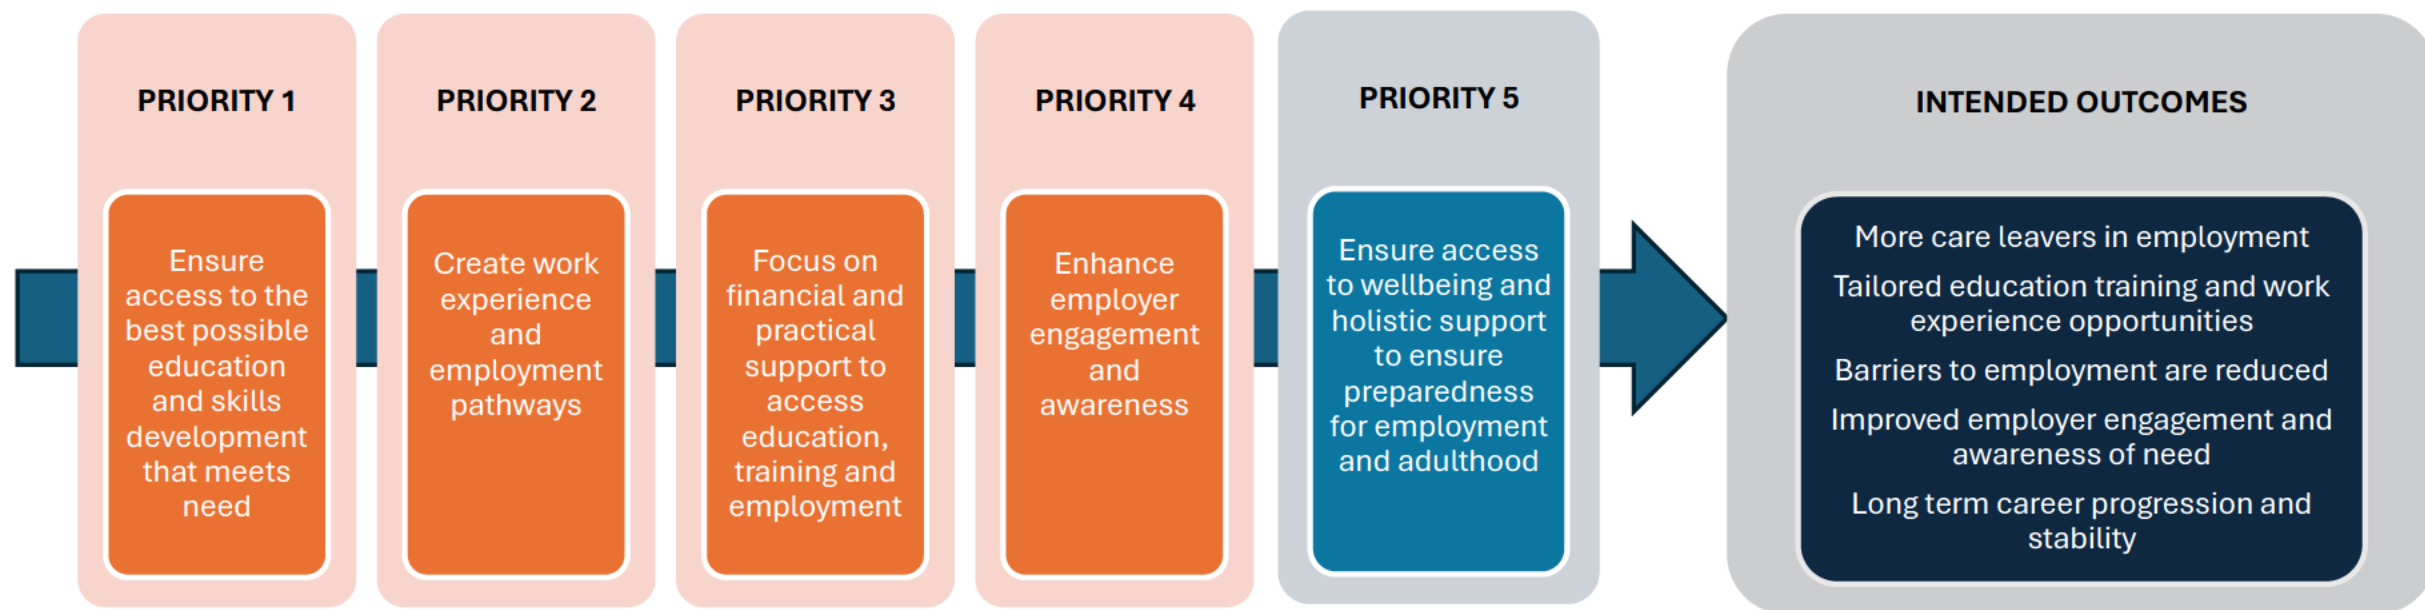 PRIORITY 1
Ensure
access to the
best possible
education
and skills
development
that meets
need
PRIORITY 2
Create work
experience
and
employment
pathways
PRIORITY 3
Focus on
financial and
practical
support to
access
education,
training and
employment
PRIORITY 4
Enhance
employer
engagement
and
awareness
PRIORITY 5
Ensure access
to wellbeing and
holistic support
to ensure
preparedness
for employment
and adulthood
INTENDED OUTCOMES
More care leavers in employment
Tailored education training and work
experience opportunities
Barriers to employment are reduced
Improved employer engagement and
awareness of need
Long term career progression and
stability